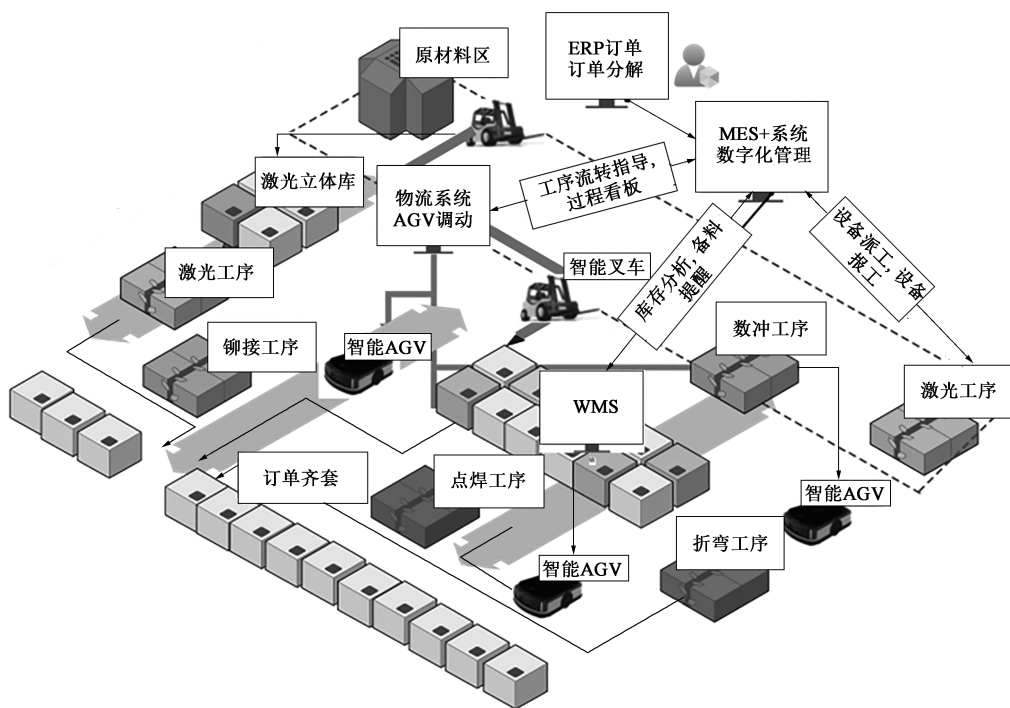 原材料区
ERP订单
订单分解
MES+系统
数字化管理
激光立体库
物流系统
AGV调动
工序流转指导，
过程看板
激光工序
智能叉车
库存分析，备料
提醒
设备派工，设备
报工
铆接工序
智能AGV
数冲工序
激光工序
WMS
订单齐套
点焊工序
智能AGV
折弯工序
智能AGV